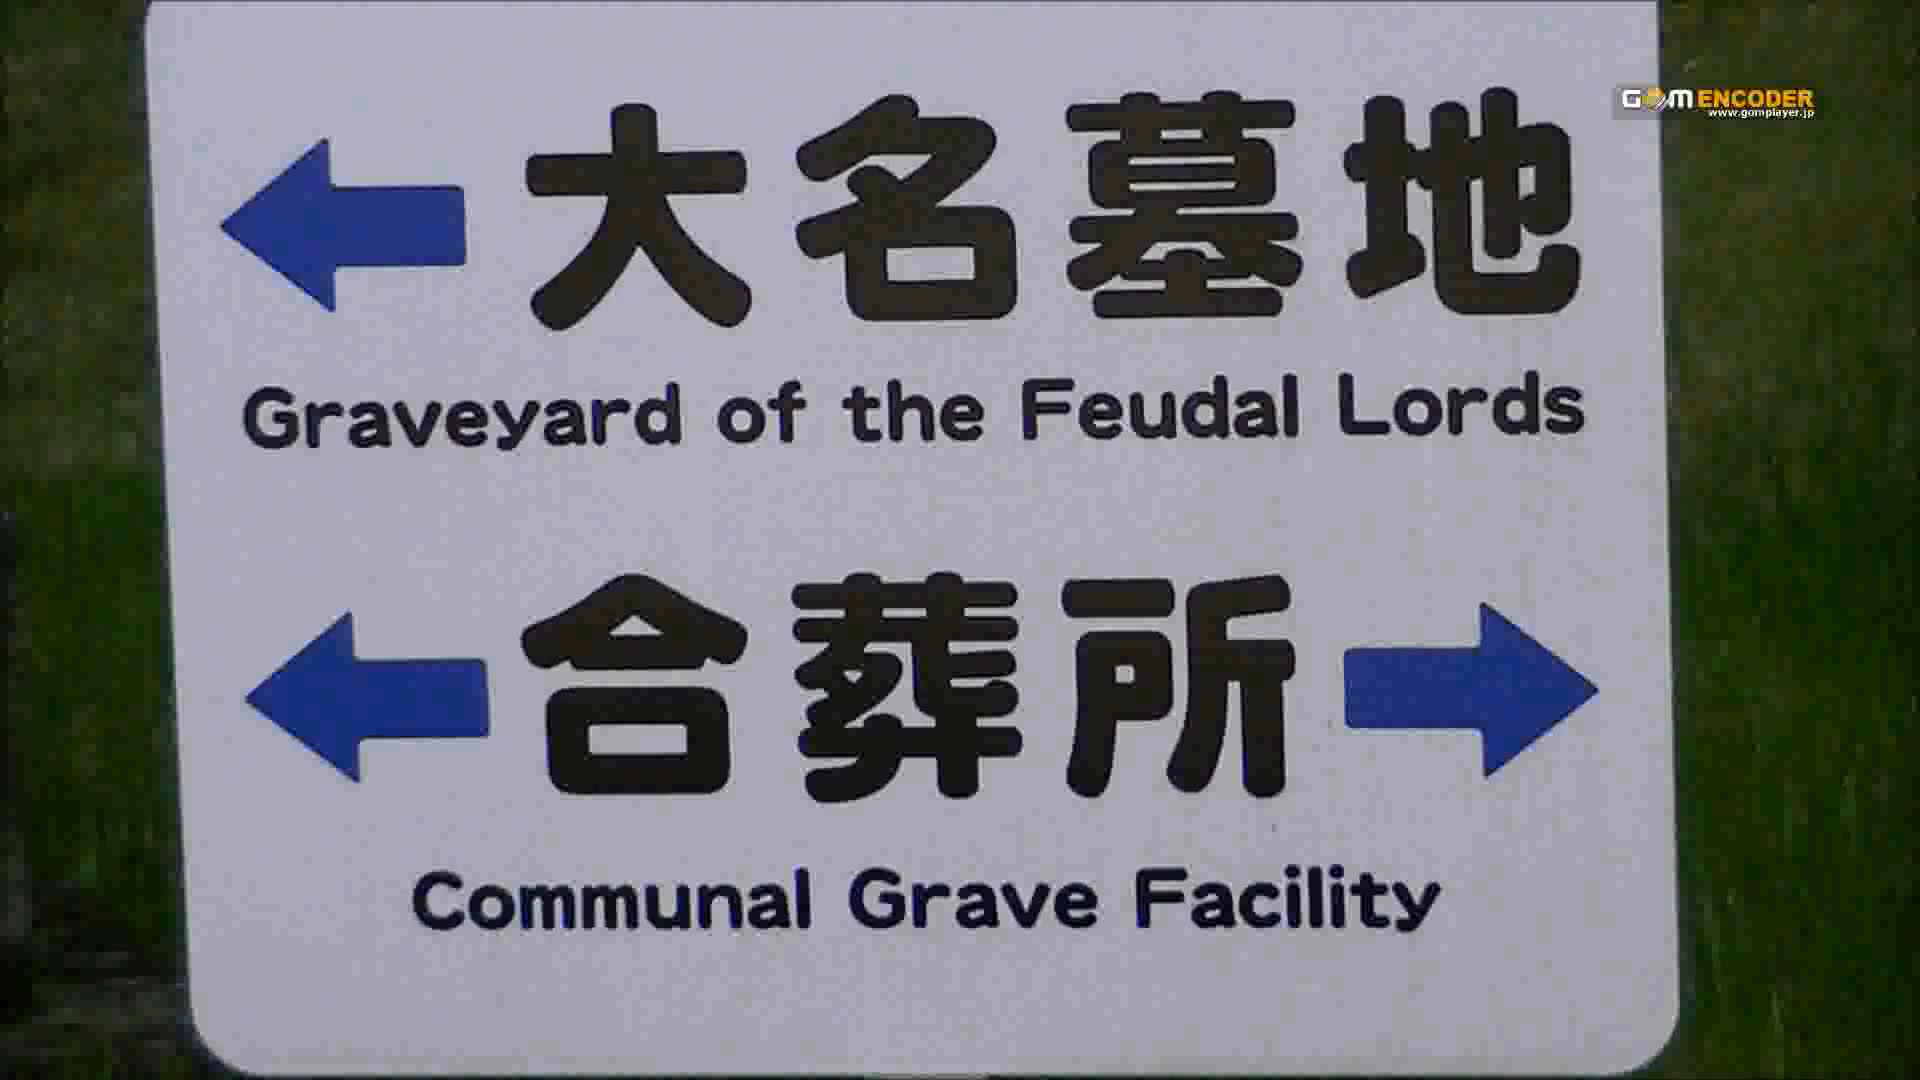 大名墓地
Graveyard of the Feudal Lords
合葬所
Communal Grave Facility
GOM ENCODER
www.gomplayer.jp